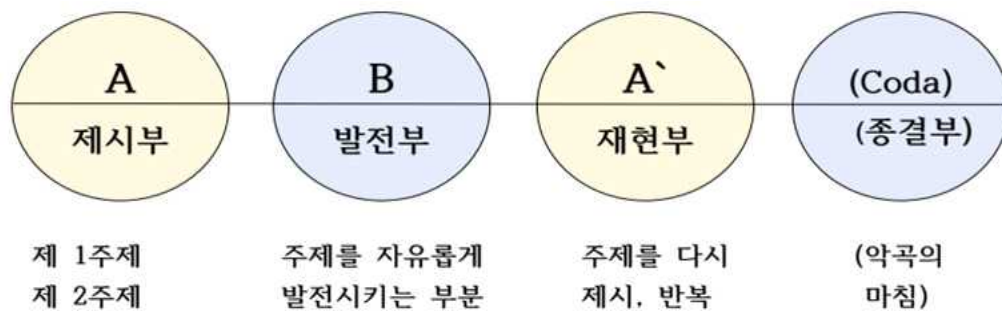 A
제시부
B
발전부
A`
재현부
(Coda)
(종결부)
제 1주제
제 2주제
주제를 자유롭게
발전시키는 부분
주제를 다시
제시, 반복
(악곡의
마침)